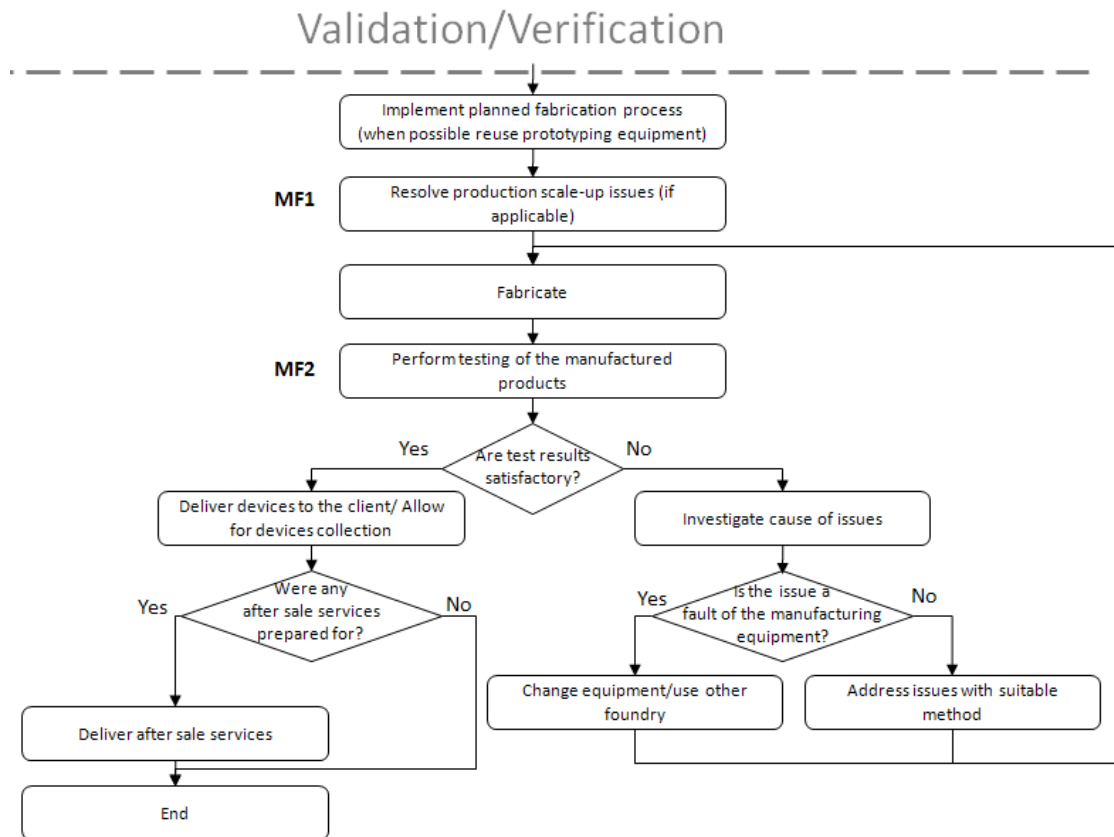 Validation/Verification
Implement planned fabrication process
(when possible reuse prototyping equipment)
MF1
Resolve production scale-up issues (if
applicable)
Fabricate
MF2
Perform testing of the manufactured
products
Yes
Are test results
satisfactory?
No
Deliver devices to the client/ Allow
for devices collection
Investigate cause of issues
Yes
Were any
after sale services
prepared for?
No
Yes
Is the issue a
fault of the manufacturing
equipment?
No
Change equipment/use other
foundry
Address issues with suitable
method
Deliver after sale services
End